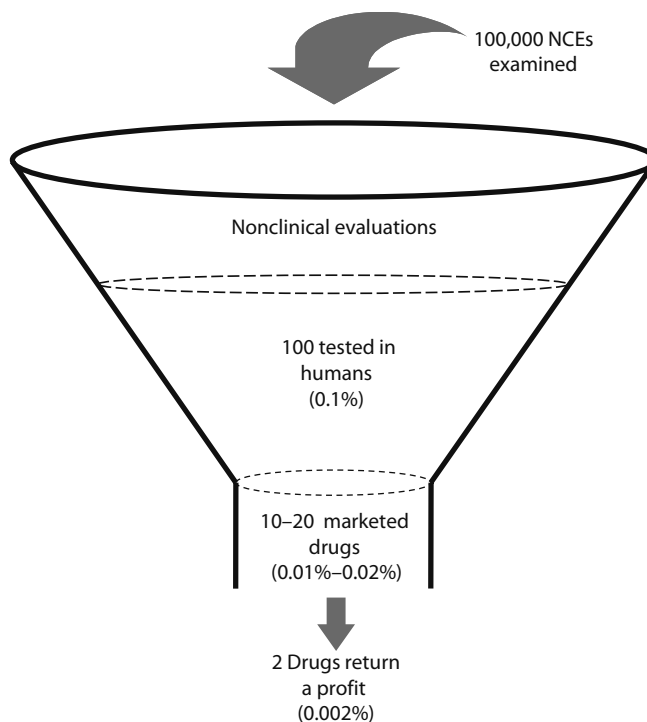 100,000 NCEs
examined
Nonclinical evaluations
100 tested in
humans
(0.1%)
10–20 marketed
drugs
(0.01%–0.02%)
2 Drugs return
a profit
(0.002%)